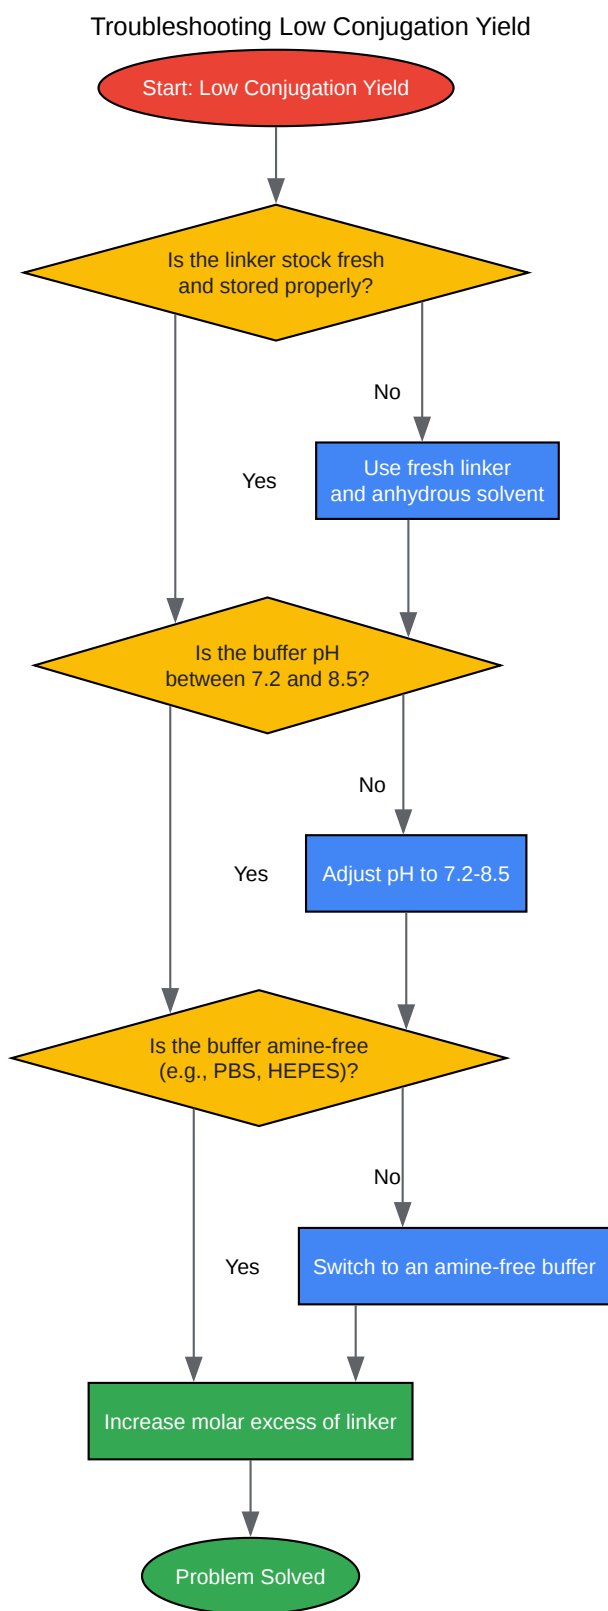 Troubleshooting Low Conjugation Yield
Start: Low Conjugation Yield
Is the linker stock fresh
and stored properly?
No
Use fresh linker
and anhydrous solvent
Yes
Is the buffer pH
between 7.2 and 8.5?
No
Adjust pH to 7.2-8.5
Yes
Is the buffer amine-free
(e.g., PBS, HEPES)?
No
Switch to an amine-free buffer
Yes
Increase molar excess of linker
Problem Solved